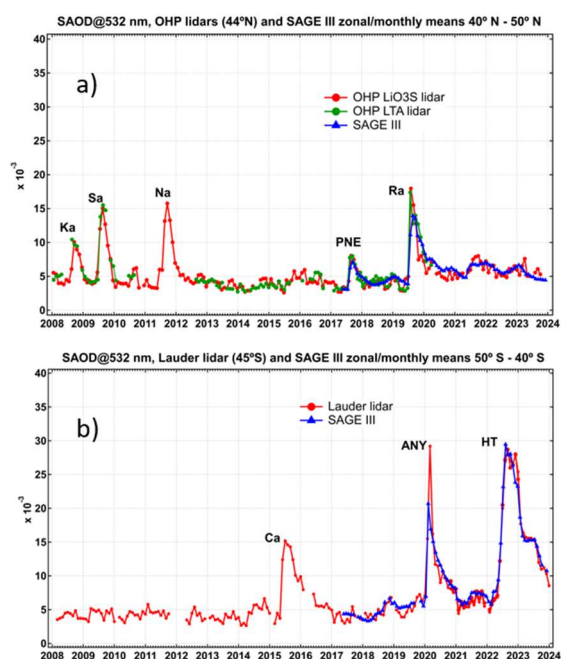 SAOD@532 nm, OHP lidars (44ºN) and SAGE III zonal/monthly means 40º N - 50º N
40
35
30
25
20
15
10
5
0
x 10⁻³
a)
OHP LiO3S lidar
OHP LTA lidar
SAGE III
Ka
Sa
Na
PNE
Ra
2008 2009 2010 2011 2012 2013 2014 2015 2016 2017 2018 2019 2020 2021 2022 2023 2024
SAOD@532 nm, Lauder lidar (45ºS) and SAGE III zonal/monthly means 50º S - 40º S
40
35
30
25
20
15
10
5
0
x 10⁻³
b)
Lauder lidar
SAGE III
Ca
ANY
HT
2008 2009 2010 2011 2012 2013 2014 2015 2016 2017 2018 2019 2020 2021 2022 2023 2024